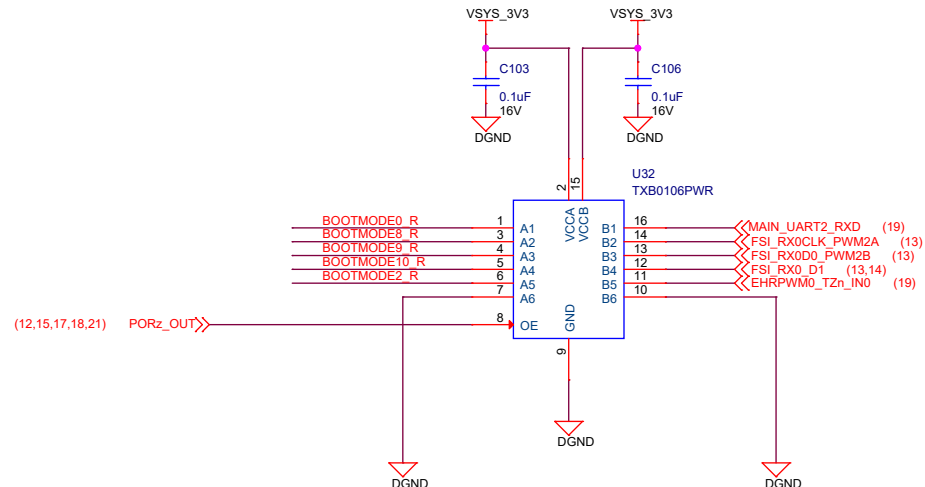 VSYS_3V3
VSYS_3V3
C103
0.1uF
16V
DGND
C106
0.1uF
16V
DGND
U32
TXB0106PWR
2
15
VCCA
VCCB
BOOTMODE0_R 1 A1 B1 16 MAIN_UART2_RXD (19)
BOOTMODE8_R 3 A2 B2 14 FSI_RX0CLK_PWM2A (13)
BOOTMODE9_R 4 A3 B3 13 FSI_RX0D0_PWM2B (13)
BOOTMODE10_R 5 A4 B4 12 FSI_RX0_D1 (13,14)
BOOTMODE2_R 6 A5 B5 11 EHRPWM0_TZn_IN0 (19)
7 A6 B6 10
(12,15,17,18,21) PORz_OUT 8 OE
GND
9
DGND
DGND
DGND